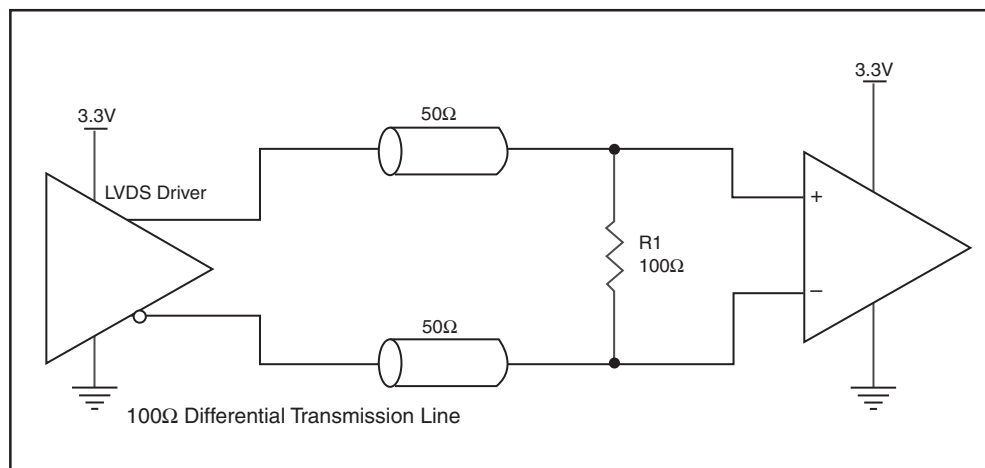 3.3V
LVDS Driver
50Ω
50Ω
R1
100Ω
3.3V
+
–
100Ω Differential Transmission Line